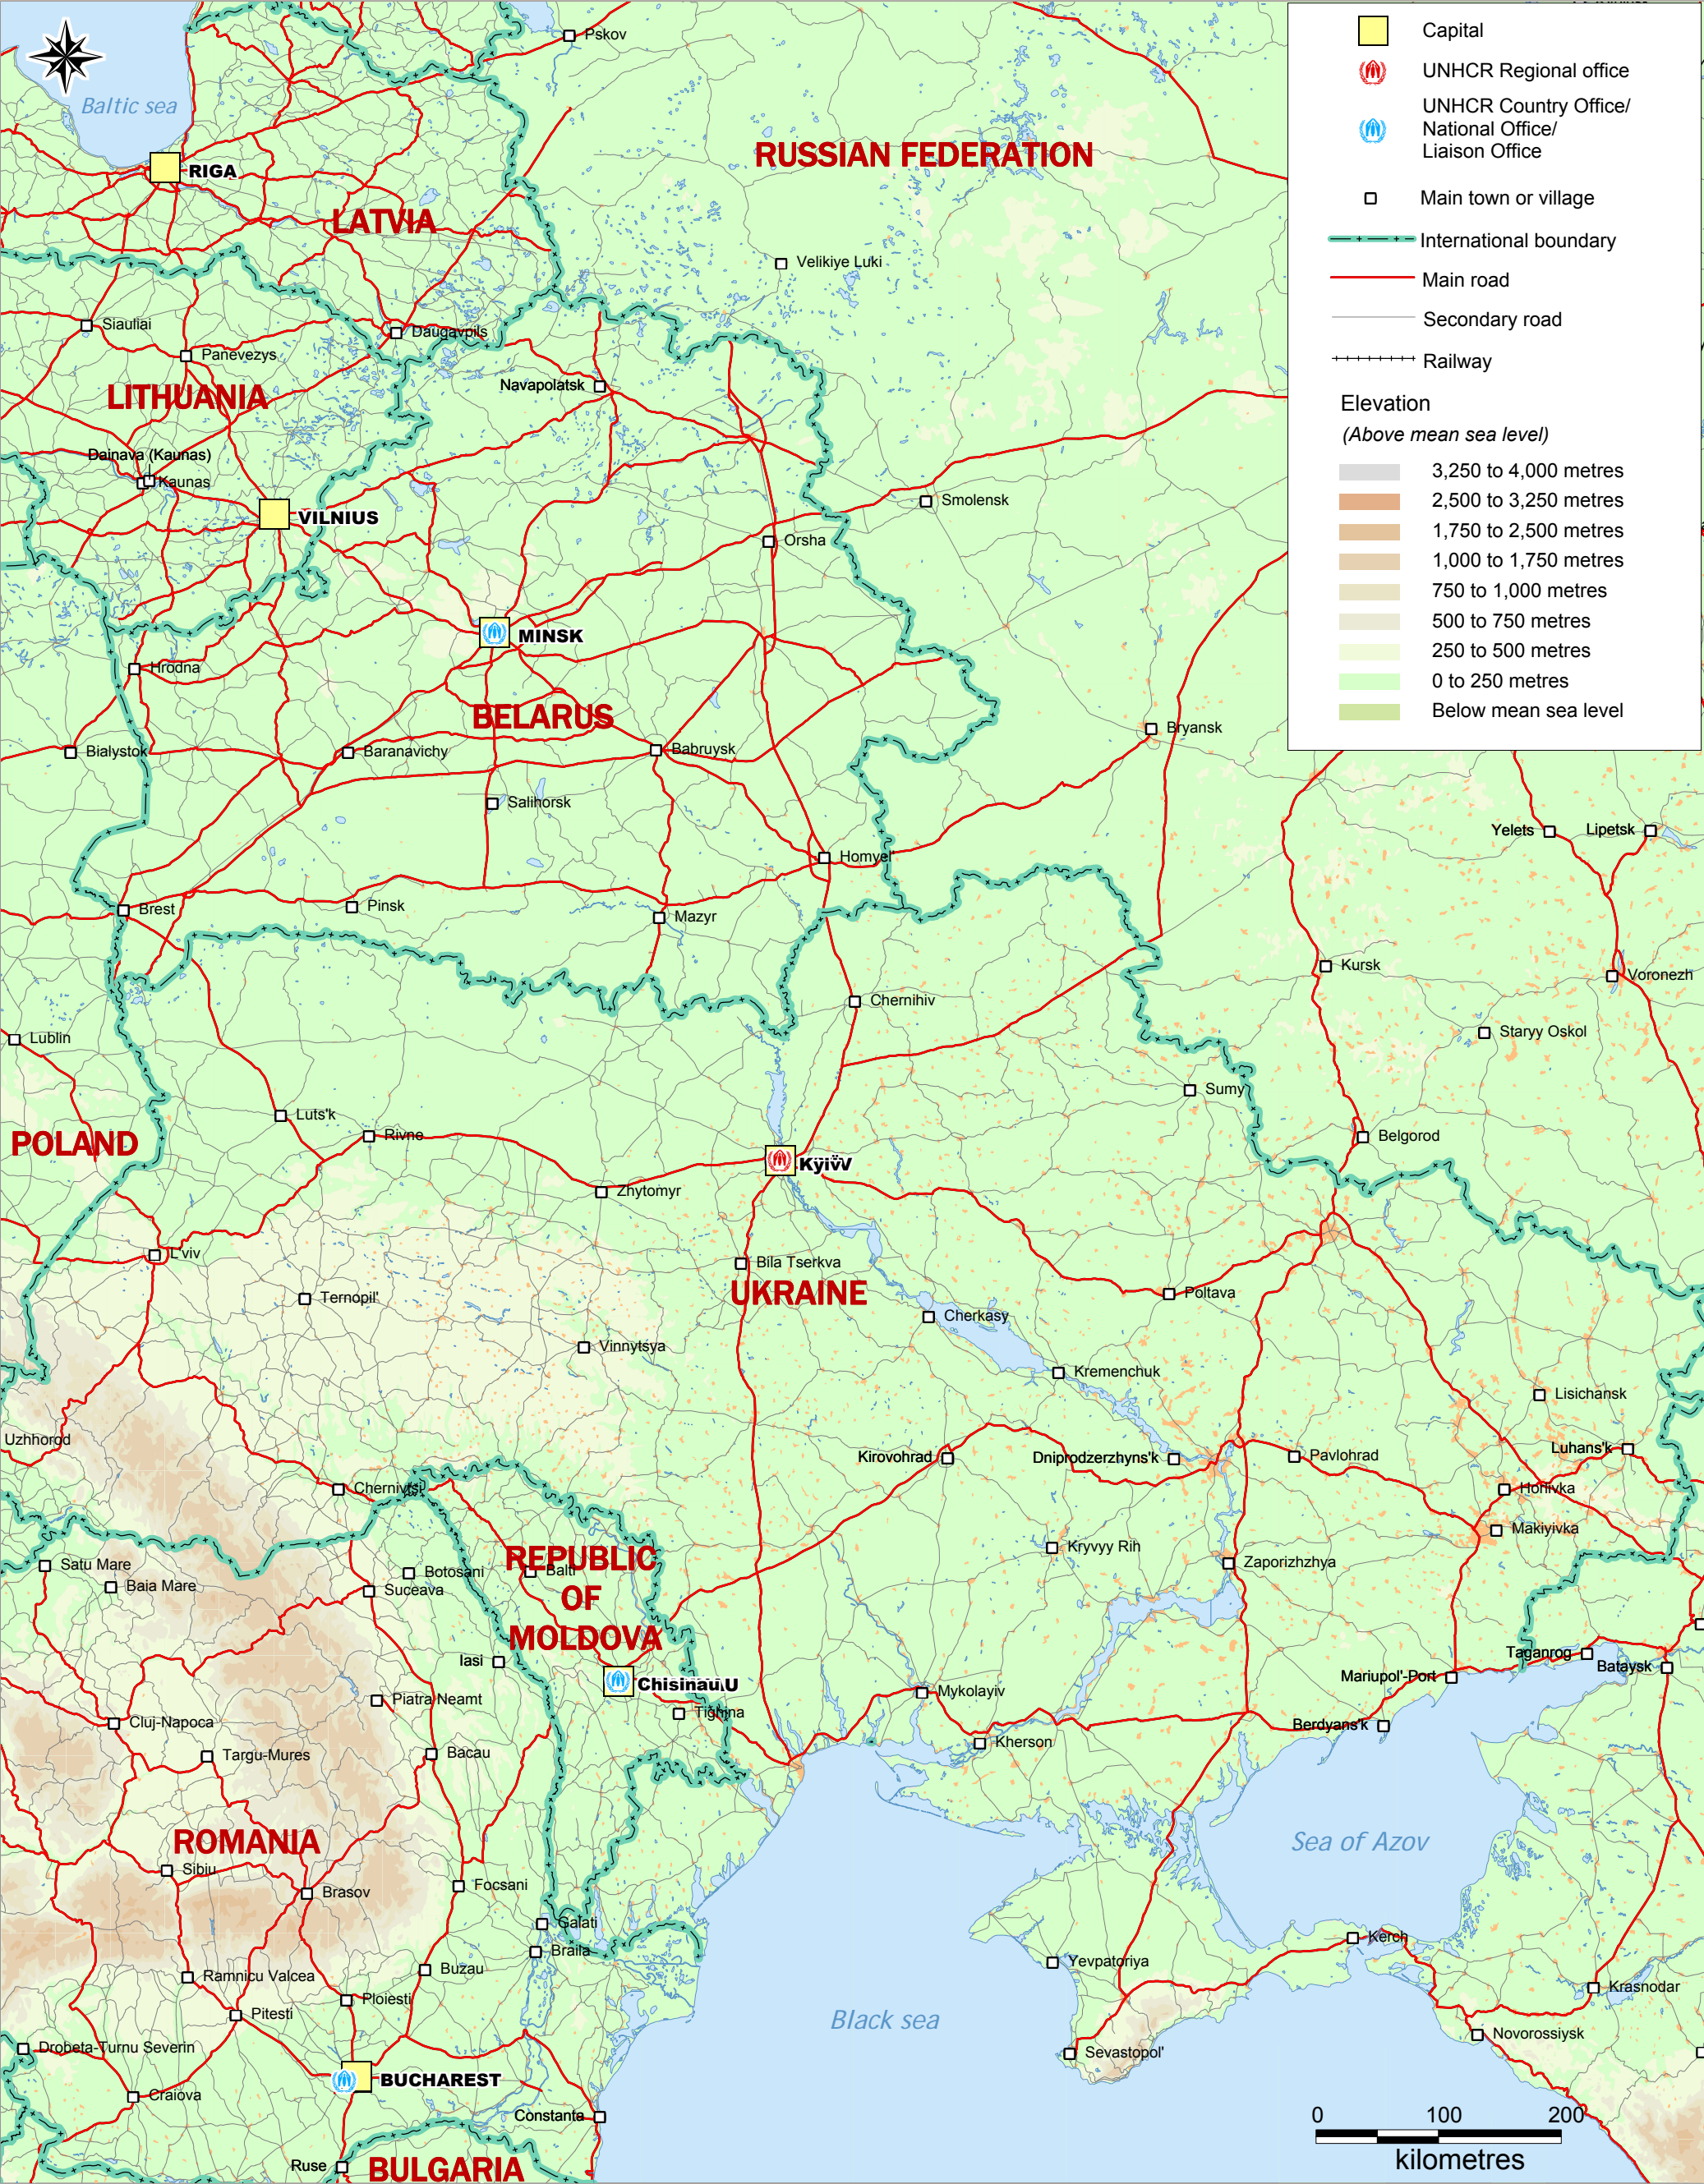 Pskov
Baltic sea
RUSSIAN FEDERATION
RIGA
LATVIA
Velikiye Luki
Siauliai
Daugavpils
Panevezys
Navapolatsk
LITHUANIA
Dainava (Kaunas)
Kaunas
Smolensk
VILNIUS
Orsha
MINSK
Hrodna
BELARUS
Bryansk
Bialystok
Baranavichy
Babruysk
Salihorsk
Yelets
Lipetsk
Homyel'
Brest
Pinsk
Mazyr
Kursk
Voronezh
Chernihiv
Staryy Oskol
Lublin
Sumy
Luts'k
Rivne
Belgorod
POLAND
Zhytomyr
L'viv
Bila Tserkva
UKRAINE
Poltava
Ternopil'
Cherkasy
Vinnytsya
Kremenchuk
Lisichansk
Uzhhorod
Kirovohrad
Dniprodzerzhyns'k
Pavlohrad
Luhans'k
Chernivtsi
Horlivka
Makiyivka
Kryvyy Rih
Zaporizhzhya
REPUBLIC
OF
MOLDOVA
Satu Mare
Botosani
Balti
Baia Mare
Suceava
Iasi
Taganrog
Bataysk
Mariupol'-Port
Piatra Neamt
Tighina
Mykolayiv
Cluj-Napoca
Berdyans'k
Kherson
Targu-Mures
Bacau
ROMANIA
Sea of Azov
Sibiu
Brasov
Focsani
Galati
Braila
Kerch
Yevpatoriya
Ramnicu Valcea
Buzau
Krasnodar
Ploiesti
Pitesti
Black sea
Novorossiysk
Drobeta-Turnu Severin
Sevastopol'
BUCHAREST
Craiova
Constanta
Ruse
BULGARIA
Capital
UNHCR Regional office
UNHCR Country Office/
National Office/
Liaison Office
Main town or village
International boundary
Main road
Secondary road
Railway
Elevation
(Above mean sea level)
3,250 to 4,000 metres
2,500 to 3,250 metres
1,750 to 2,500 metres
1,000 to 1,750 metres
750 to 1,000 metres
500 to 750 metres
250 to 500 metres
0 to 250 metres
Below mean sea level
0 100 200
kilometres